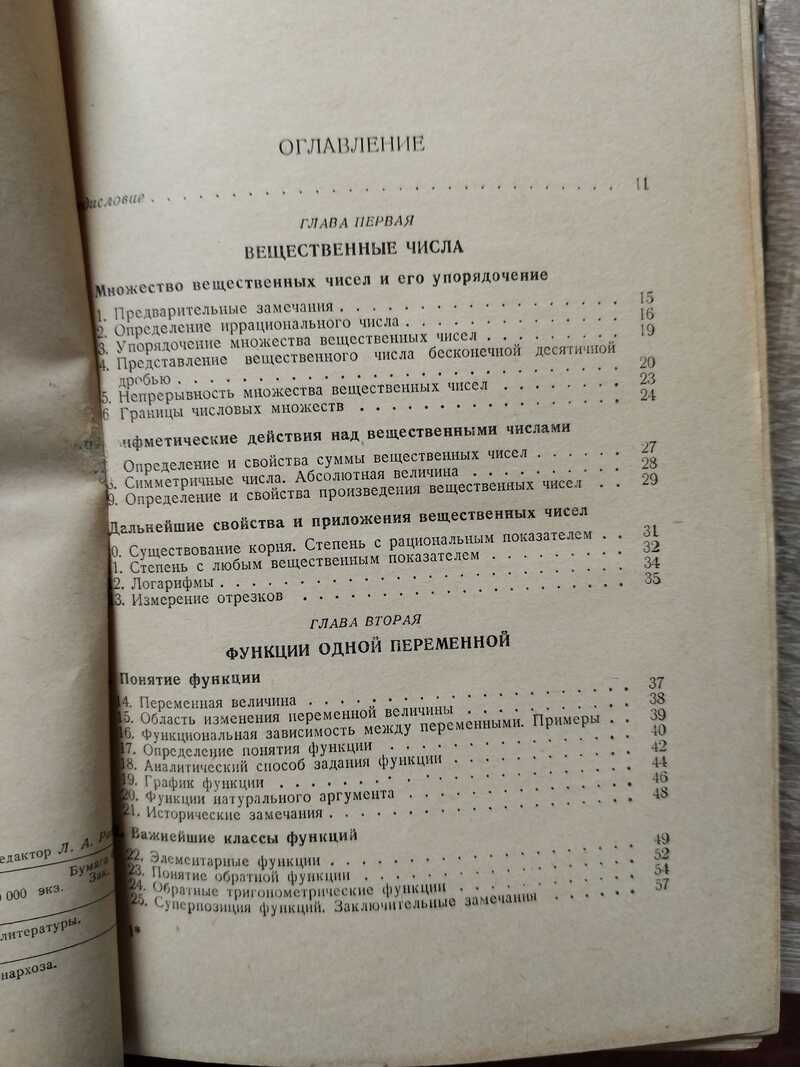 ОГЛАВЛЕНИЕ
дисловие . . . . . . . . . . 11
ГЛАВА ПЕРВАЯ
ВЕЩЕСТВЕННЫЕ ЧИСЛА
Множество вещественных чисел и его упорядочение
1. Предварительные замечания . . . . . . . . . . 15
2. Определение иррационального числа . . . . . . . . . . 16
3. Упорядочение множества вещественных чисел . . . . . . . . 19
4. Представление вещественного числа бесконечной десятичной
дробью . . . . . . . . . . 20
5. Непрерывность множества вещественных чисел . . . . . . . 23
6 Границы числовых множеств . . . . . . . . . . 24
ифметические действия над вещественными числами
Определение и свойства суммы вещественных чисел . . . . . . 27
8. Симметричные числа. Абсолютная величина . . . . . . . . . 28
9. Определение и свойства произведения вещественных чисел . . 29
Дальнейшие свойства и приложения вещественных чисел
0. Существование корня. Степень с рациональным показателем . . 31
1. Степень с любым вещественным показателем . . . . . . . . 32
2. Логарифмы . . . . . . . . . . 34
3. Измерение отрезков . . . . . . . . . . 35
ГЛАВА ВТОРАЯ
ФУНКЦИИ ОДНОЙ ПЕРЕМЕННОЙ
Понятие функции
14. Переменная величина . . . . . . . . . . 37
15. Область изменения переменной величины . . . . . . . . . . 38
16. Функциональная зависимость между переменными. Примеры . . 39
17. Определение понятия функции . . . . . . . . . . 40
18. Аналитический способ задания функции . . . . . . . . . . 42
19. График функции . . . . . . . . . . 44
20. Функции натурального аргумента . . . . . . . . . . 46
21. Исторические замечания . . . . . . . . . . 48
Важнейшие классы функций
22. Элементарные функции . . . . . . . . . . 49
23. Понятие обратной функции . . . . . . . . . . 52
24. Обратные тригонометрические функции . . . . . . . . . . 54
25. Суперпозиция функций. Заключительные замечания . . . . . . 57
1*
едактор Л. А.
Бумага
Зак.
000 экз.
литературы.
нархоза.